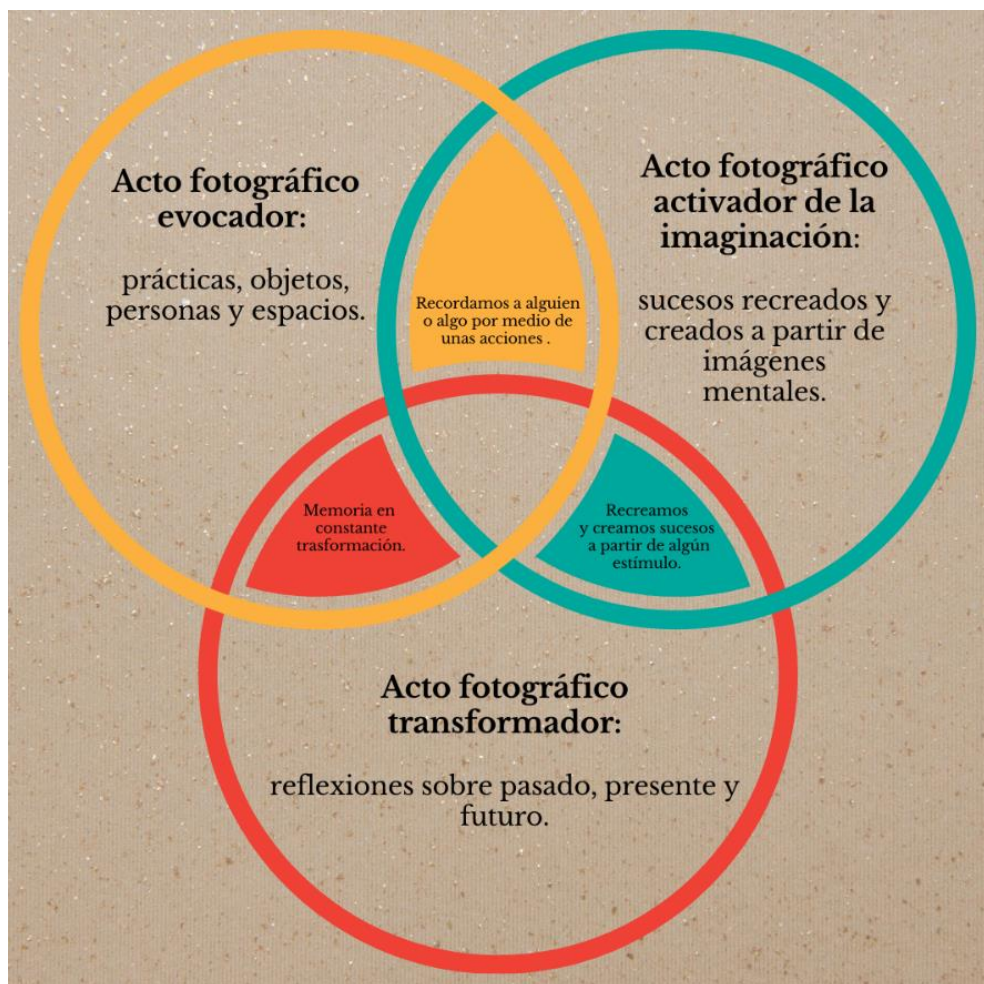 Acto fotográfico
evocador:
prácticas, objetos,
personas y espacios.
Acto fotográfico
activador de la
imaginación:
sucesos recreados y
creados a partir de
imágenes
mentales.
Recordamos a alguien
o algo por medio de
unas acciones .
Memoria en
constante
trasformación.
Recreamos
y creamos sucesos
a partir de algún
estímulo.
Acto fotográfico
transformador:
reflexiones sobre pasado, presente y
futuro.